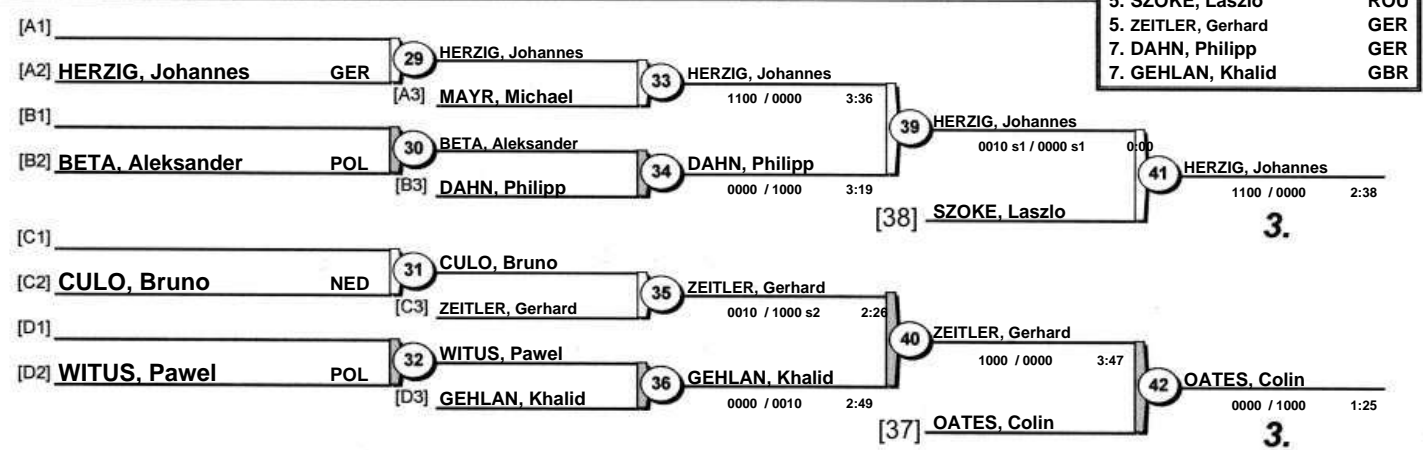 5. SZOKE, Laszlo ROU
5. ZEITLER, Gerhard GER
7. DAHN, Philipp GER
7. GEHLAN, Khalid GBR
[A1]
29 HERZIG, Johannes
[A2] HERZIG, Johannes GER
33 HERZIG, Johannes
[A3] MAYR, Michael
1100 / 0000 3:36
[B1]
39 HERZIG, Johannes
30 BETA, Aleksander
0010 s1 / 0000 s1 0:00
[B2] BETA, Aleksander POL
34 DAHN, Philipp
41 HERZIG, Johannes
[B3] DAHN, Philipp
0000 / 1000 3:19
1100 / 0000 2:38
[38] SZOKE, Laszlo
3.
[C1]
31 CULO, Bruno
[C2] CULO, Bruno NED
35 ZEITLER, Gerhard
[C3] ZEITLER, Gerhard
0010 / 1000 s2 2:26
[D1]
40 ZEITLER, Gerhard
32 WITUS, Pawel
1000 / 0000 3:47
[D2] WITUS, Pawel POL
36 GEHLAN, Khalid
42 OATES, Colin
[D3] GEHLAN, Khalid
0000 / 0010 2:49
0000 / 1000 1:25
[37] OATES, Colin
3.